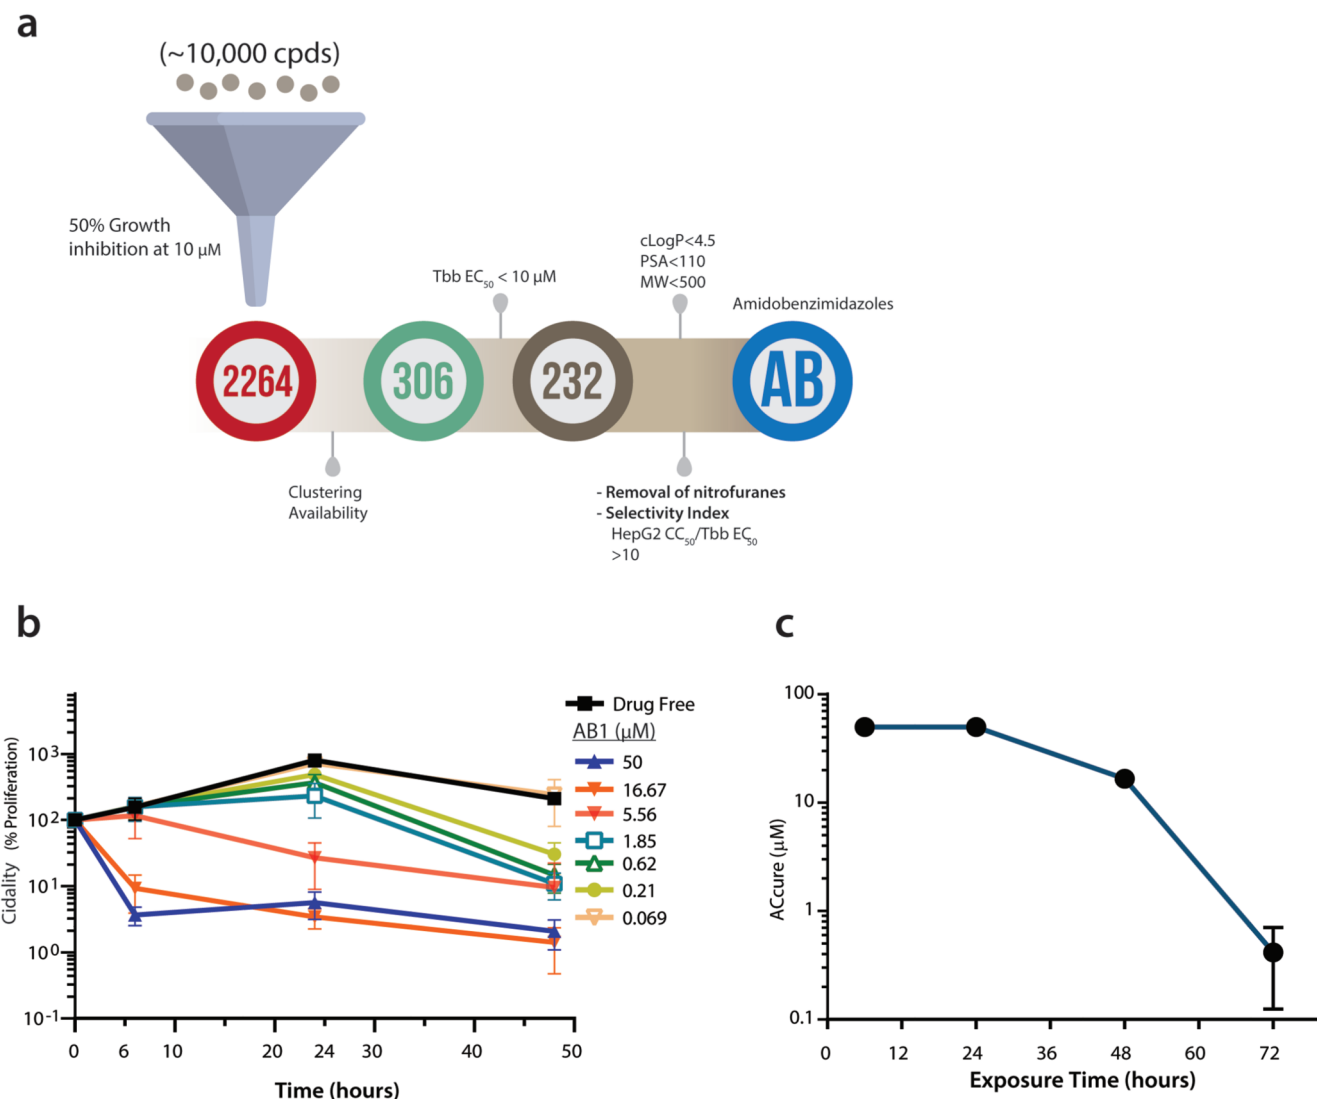 a
(~10,000 cpds)
50% Growth
inhibition at 10 µM
Tbb EC50 < 10 µM
cLogP<4.5
PSA<110
MW<500
Amidobenzimidazoles
2264
306
232
AB
Clustering
Availability
- Removal of nitrofuranes
- Selectivity Index
HepG2 CC50/Tbb EC50
>10
b
Cidality (% Proliferation)
10³
10²
10¹
10⁰
10-1
0 6 10 20 24 30 40 50
Time (hours)
Drug Free
AB1 (µM)
50
16.67
5.56
1.85
0.62
0.21
0.069
c
ACcure (µM)
100
10
1
0.1
0 12 24 36 48 60 72
Exposure Time (hours)